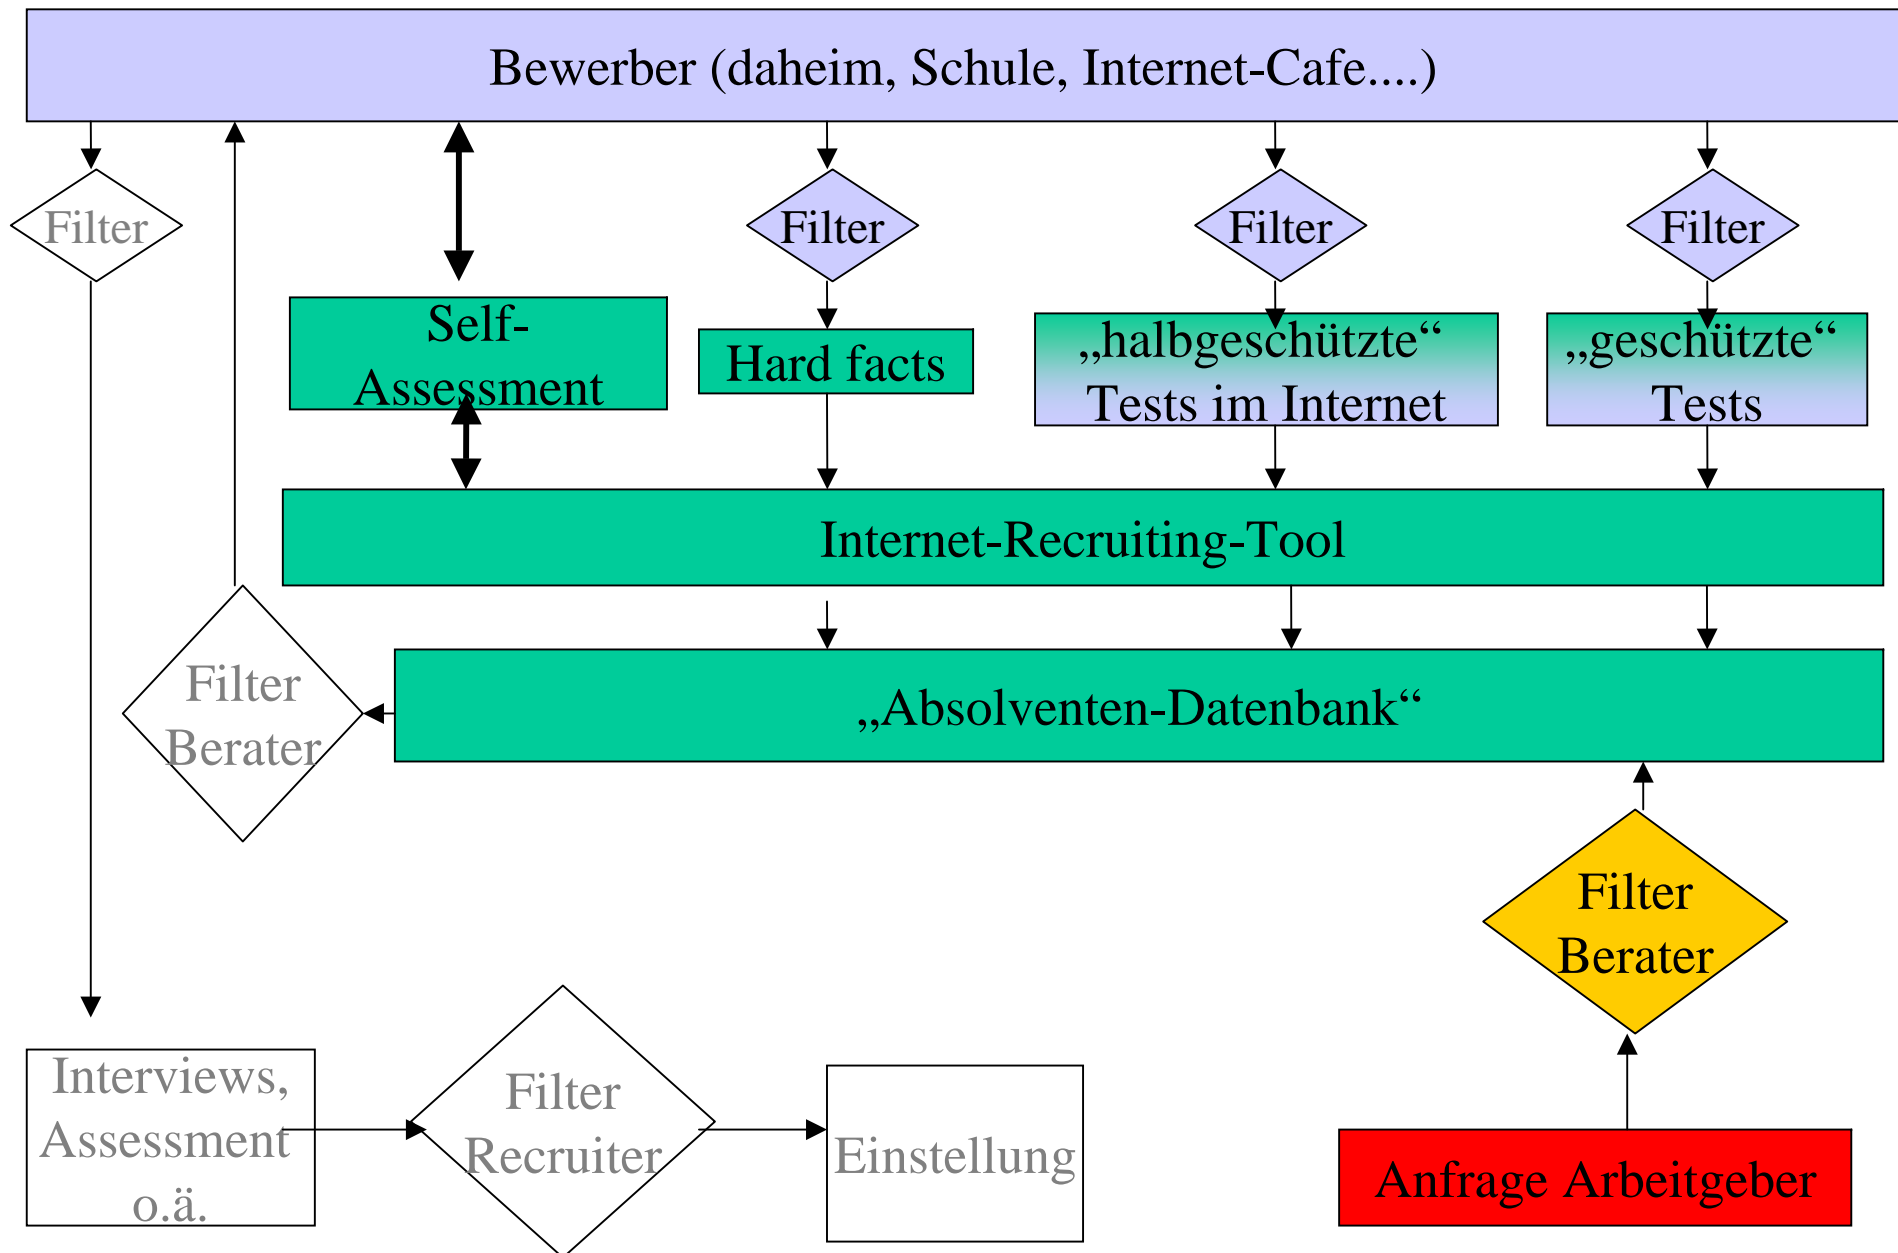 Bewerber (daheim, Schule, Internet-Cafe....)
Filter
Filter
Filter
Filter
Self-
Assessment
Hard facts
„halbgeschützte“
Tests im Internet
„geschützte“
Tests
Internet-Recruiting-Tool
Filter
Berater
„Absolventen-Datenbank“
Filter
Berater
Interviews,
Assessment
o.ä.
Filter
Recruiter
Einstellung
Anfrage Arbeitgeber